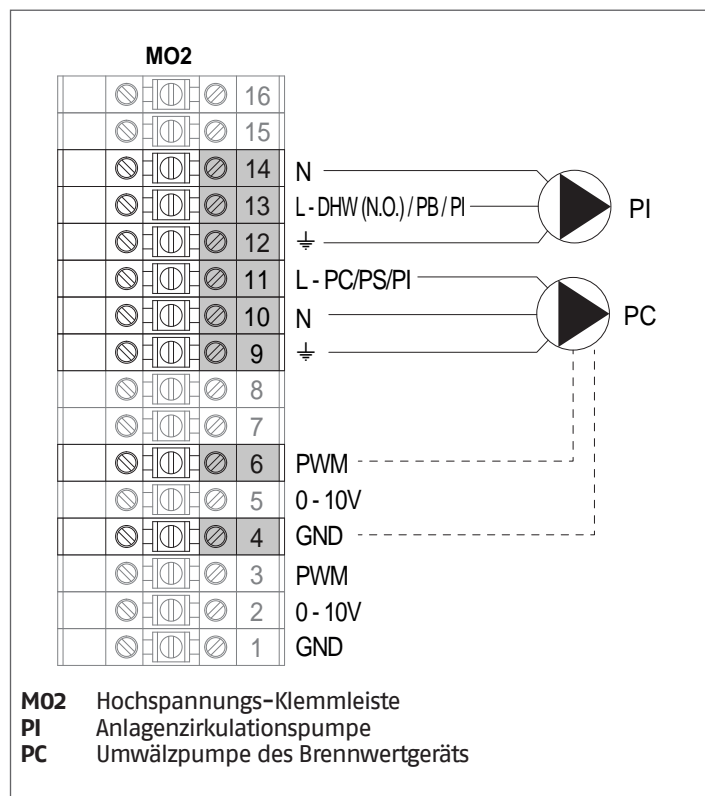 MO2
16
15
14 N
13 L - DHW (N.O.) / PB / PI PI
12
11 L - PC/PS/PI
10 N PC
9
8
7
6 PWM
5 0 - 10V
4 GND
3 PWM
2 0 - 10V
1 GND
M02 Hochspannungs-Klemmleiste
PI Anlagenzirkulationspumpe
PC Umwälzpumpe des Brennwertgeräts